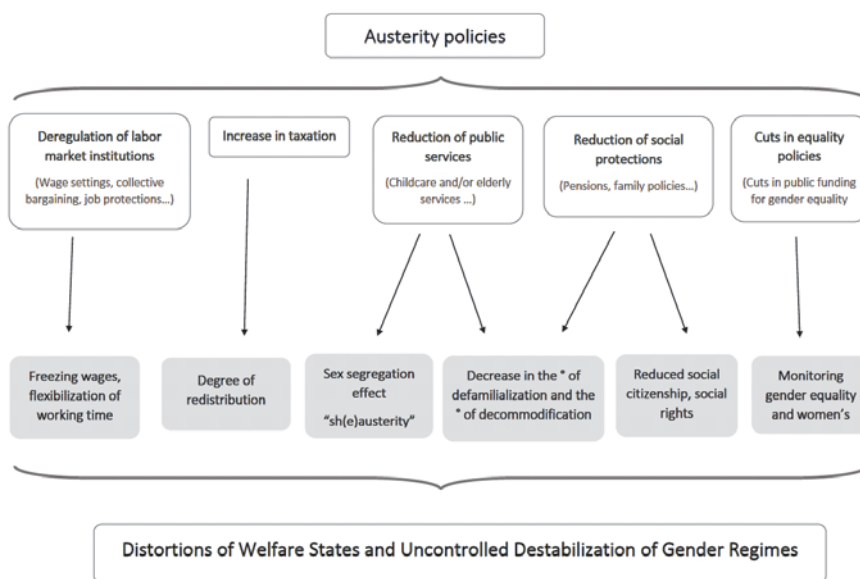 Austerity policies
Deregulation of labor
market institutions
(Wage settings, collective
bargaining, job protections...)
Increase in taxation
Reduction of public
services
(Childcare and/or elderly
services ...)
Reduction of social
protections
(Pensions, family policies...)
Cuts in equality
policies
(Cuts in public funding
for gender equality
Freezing wages,
flexibilization of
working time
Degree of
redistribution
Sex segregation
effect
"sh(e)austerity"
Decrease in the * of
defamilialization and the
* of decommodification
Reduced social
citizenship, social
rights
Monitoring
gender equality
and women's
Distortions of Welfare States and Uncontrolled Destabilization of Gender Regimes